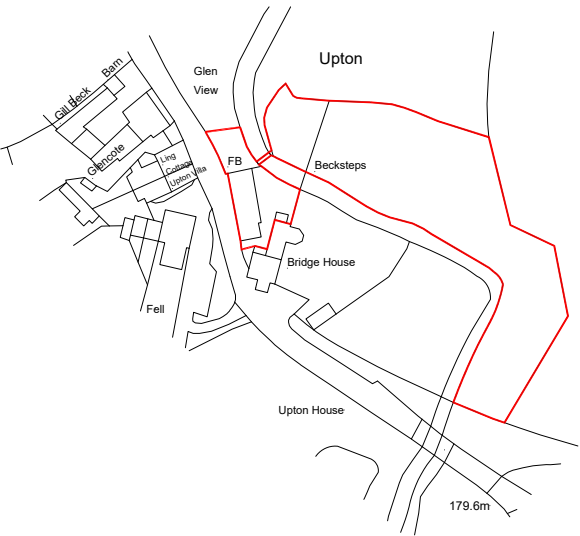 Upton
Glen
View
Barn
Gill Beck
Glencote
Ling
Cottage
Upton Villa
FB
Becksteps
Bridge House
Fell
Upton House
179.6m